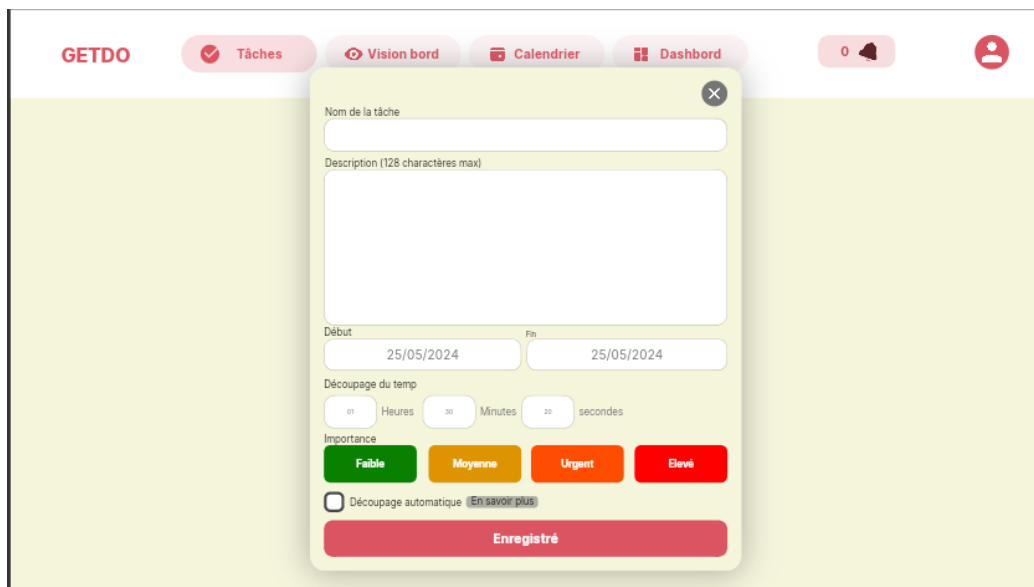 GETDO Tâches Vision bord Calendrier Dashbord 0
Nom de la tâche
Description (128 charactères max)
Début Fin
25/05/2024 25/05/2024
Découpage du temp
01 Heures 30 Minutes 20 secondes
Importance
Faible Moyenne Urgent Elevé
Découpage automatique En savoir plus
Enregistré